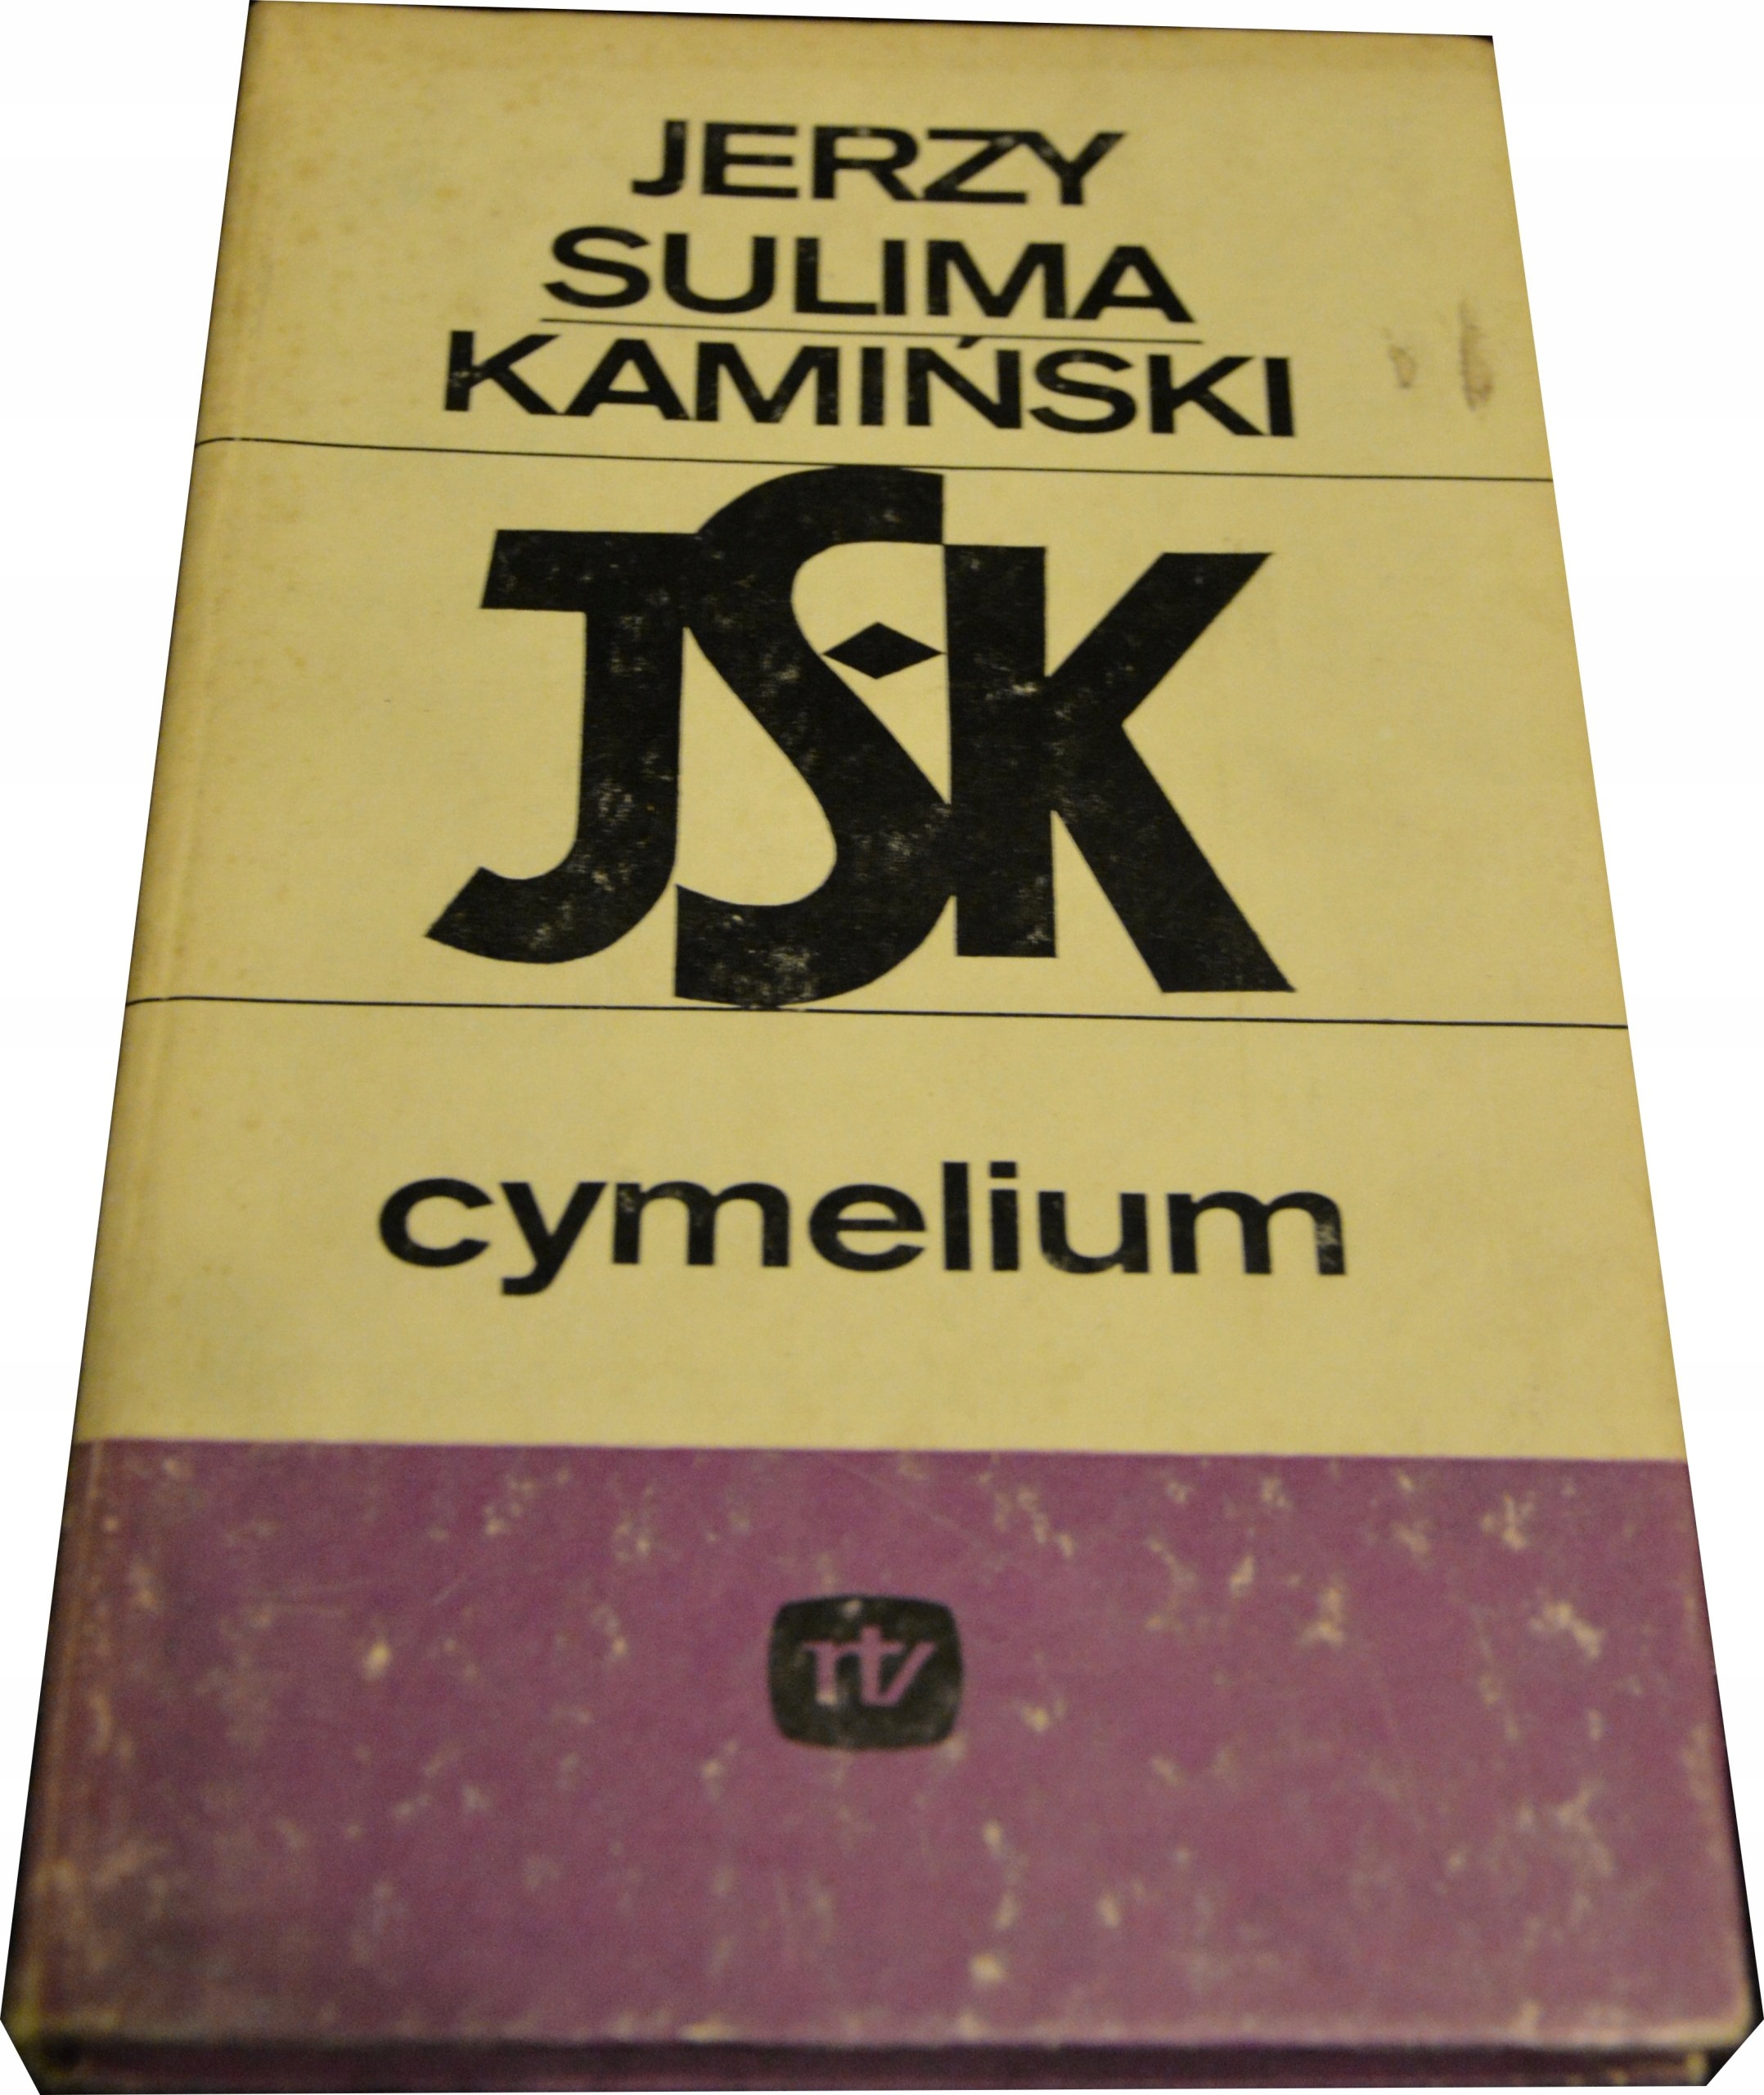 JERZY
SULIMA
KAMIŃSKI
JSK
cymelium
rtv